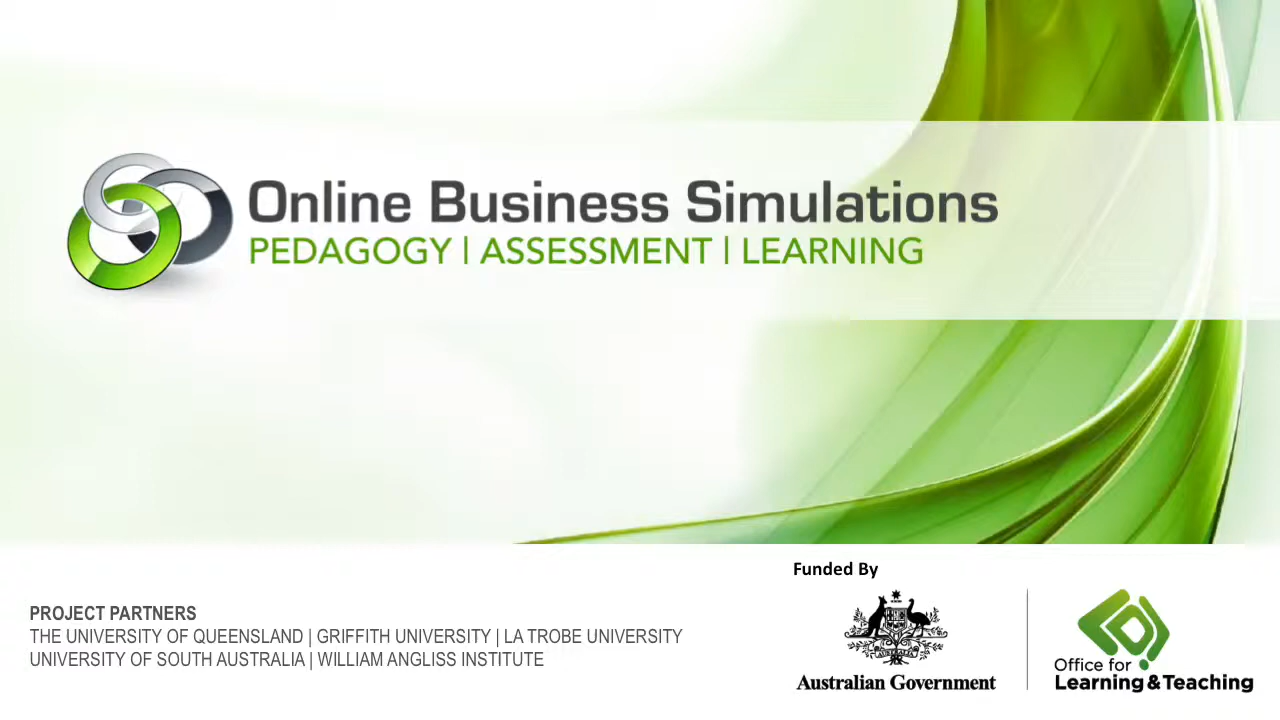 Online Business Simulations
PEDAGOGY | ASSESSMENT | LEARNING
Funded By
PROJECT PARTNERS
THE UNIVERSITY OF QUEENSLAND | GRIFFITH UNIVERSITY | LA TROBE UNIVERSITY
UNIVERSITY OF SOUTH AUSTRALIA | WILLIAM ANGLISS INSTITUTE
AUSTRALIA
Australian Government
Office for
Learning & Teaching